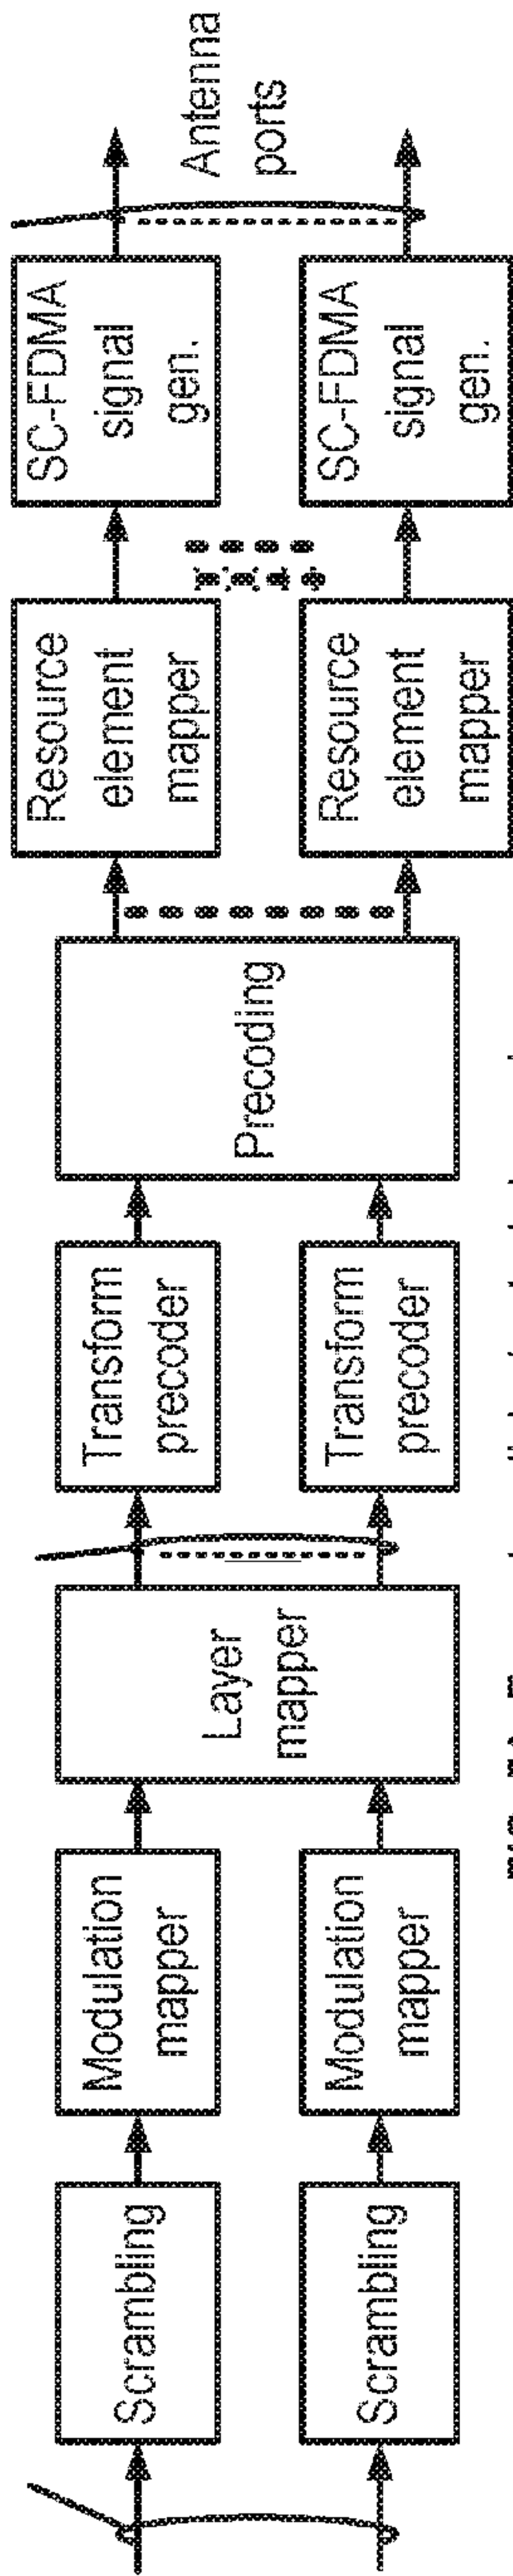 Scrambling
Scrambling
Modulation
mapper
Modulation
mapper
Layer
mapper
Transform
precoder
Transform
precoder
Precoding
Resource
element
mapper
Resource
element
mapper
SC-FDMA
signal
gen.
SC-FDMA
signal
gen.
Antenna
ports